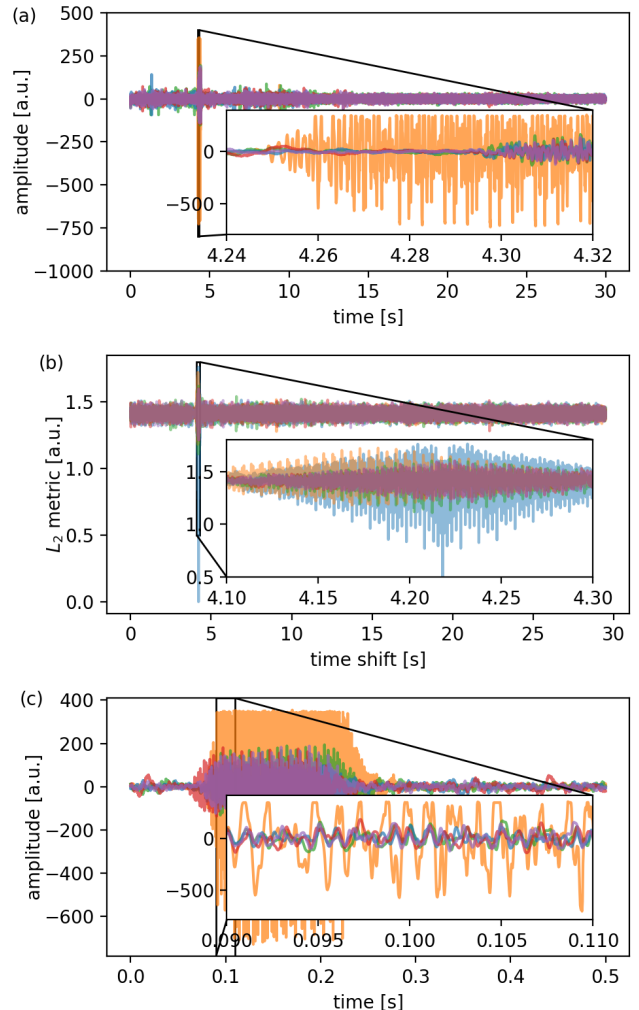 (a)
amplitude [a.u.]
500
250
0
−250
−500
−750
−1000
0
−500
4.24 4.26 4.28 4.30 4.32
0 5 10 15 20 25 30
time [s]
(b)
L2 metric [a.u.]
1.5
1.0
0.5
0.0
1.5
1.0
0.5
4.10 4.15 4.20 4.25 4.30
0 5 10 15 20 25 30
time shift [s]
(c)
amplitude [a.u.]
400
200
0
−200
−400
−600
0
−500
0.090 0.095 0.100 0.105 0.110
0.0 0.1 0.2 0.3 0.4 0.5
time [s]